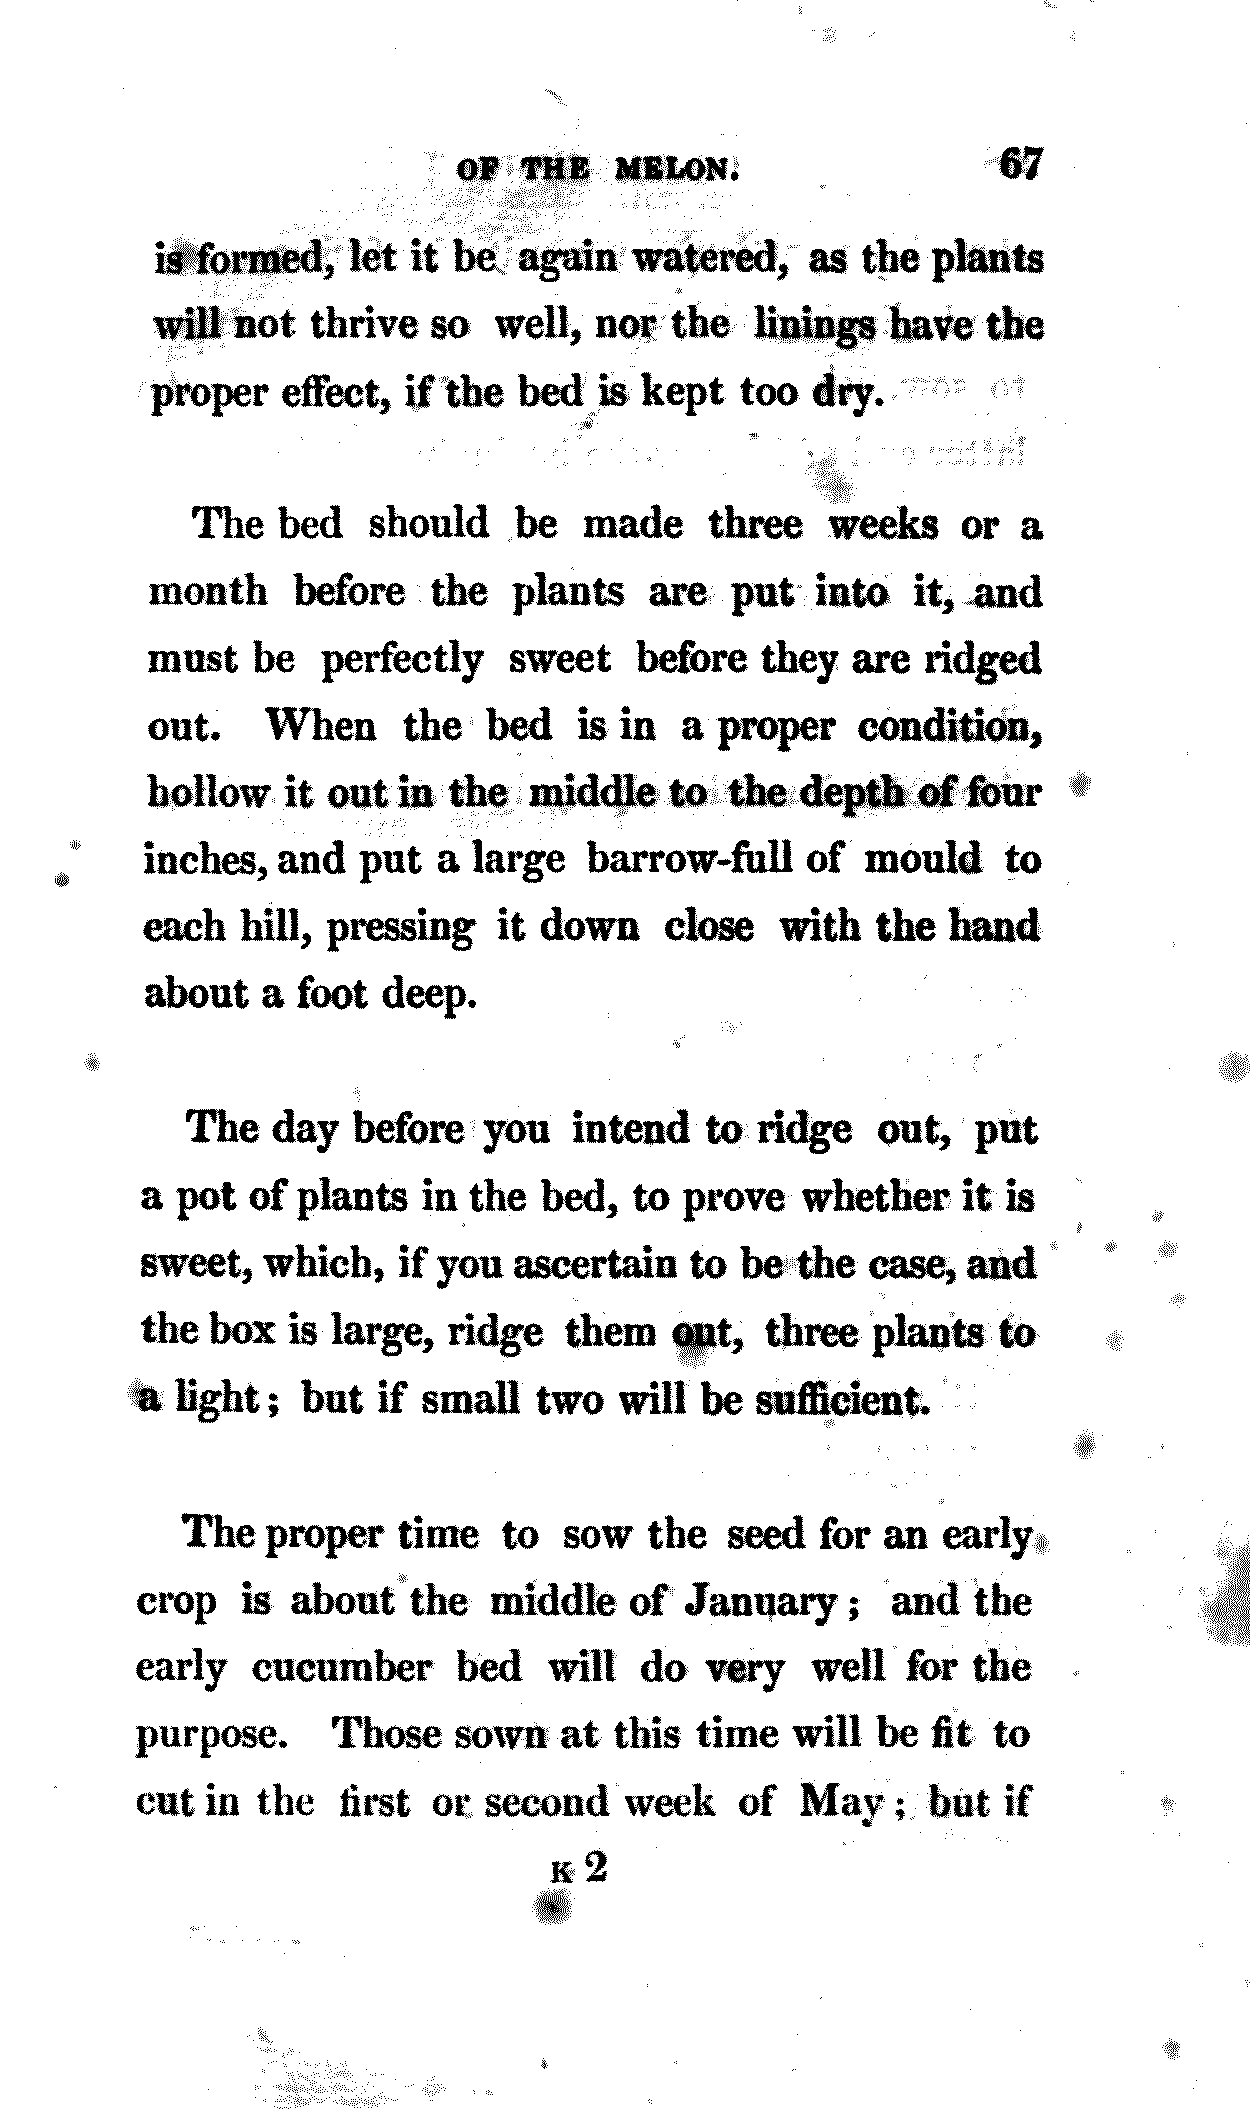 OF THE MELON. 67
is formed, let it be again watered, as the plants
will not thrive so well, nor the linings have the
proper effect, if the bed is kept too dry.
The bed should be made three weeks or a
month before the plants are put into it, and
must be perfectly sweet before they are ridged
out. When the bed is in a proper condition,
hollow it out in the middle to the depth of four
inches, and put a large barrow-full of mould to
each hill, pressing it down close with the hand
about a foot deep.
The day before you intend to ridge out, put
a pot of plants in the bed, to prove whether it is
sweet, which, if you ascertain to be the case, and
the box is large, ridge them out, three plants to
a light; but if small two will be sufficient.
The proper time to sow the seed for an early
crop is about the middle of January; and the
early cucumber bed will do very well for the
purpose. Those sown at this time will be fit to
cut in the first or second week of May; but if
K 2